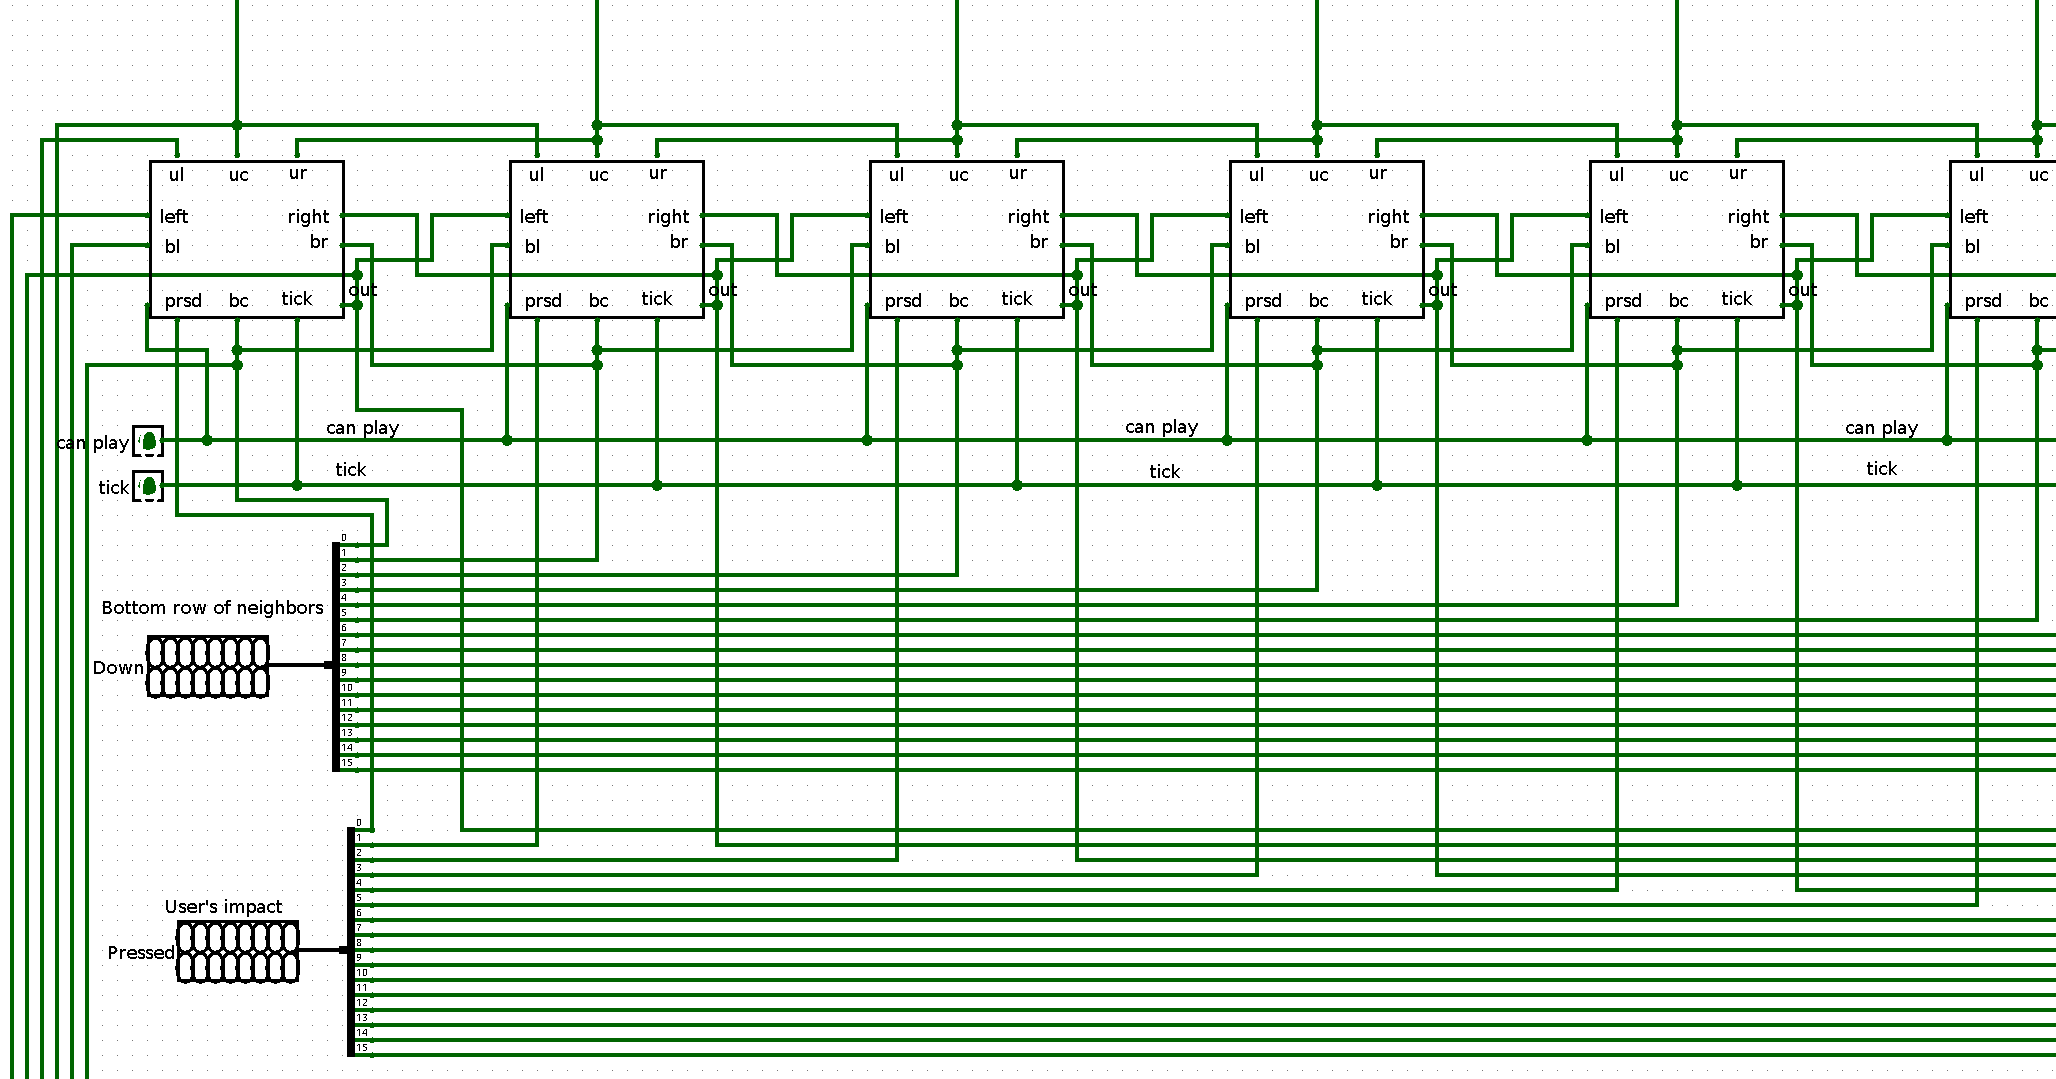 ul uc ur ul uc ur ul uc ur ul uc ur ul uc ur ul uc
left right left right left right left right left right left
bl br bl br bl br bl br bl br bl
out out out out out
prsd bc tick prsd bc tick prsd bc tick prsd bc tick prsd bc tick prsd bc
can play can play can play can play
tick tick tick tick
0
1
2
3
4
5
6
7
8
9
10
11
12
13
14
15
Bottom row of neighbors
Down
0
1
2
3
4
5
6
7
8
9
10
11
12
13
14
15
User's impact
Pressed